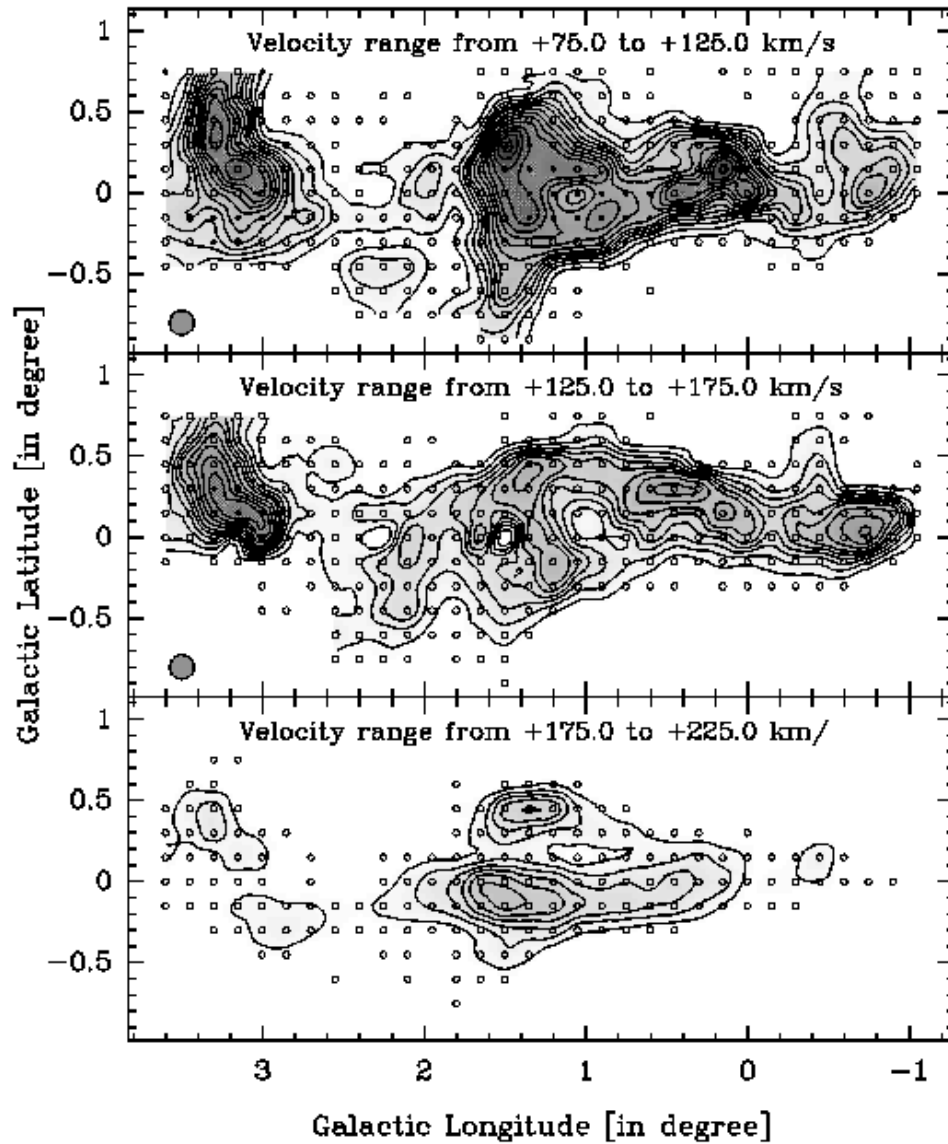 Velocity range from +75.0 to +125.0 km/s
1
0.5
0
−0.5
Velocity range from +125.0 to +175.0 km/s
1
0.5
0
−0.5
Velocity range from +175.0 to +225.0 km/
1
0.5
0
−0.5
Galactic Latitude [in degree]
3 2 1 0 −1
Galactic Longitude [in degree]